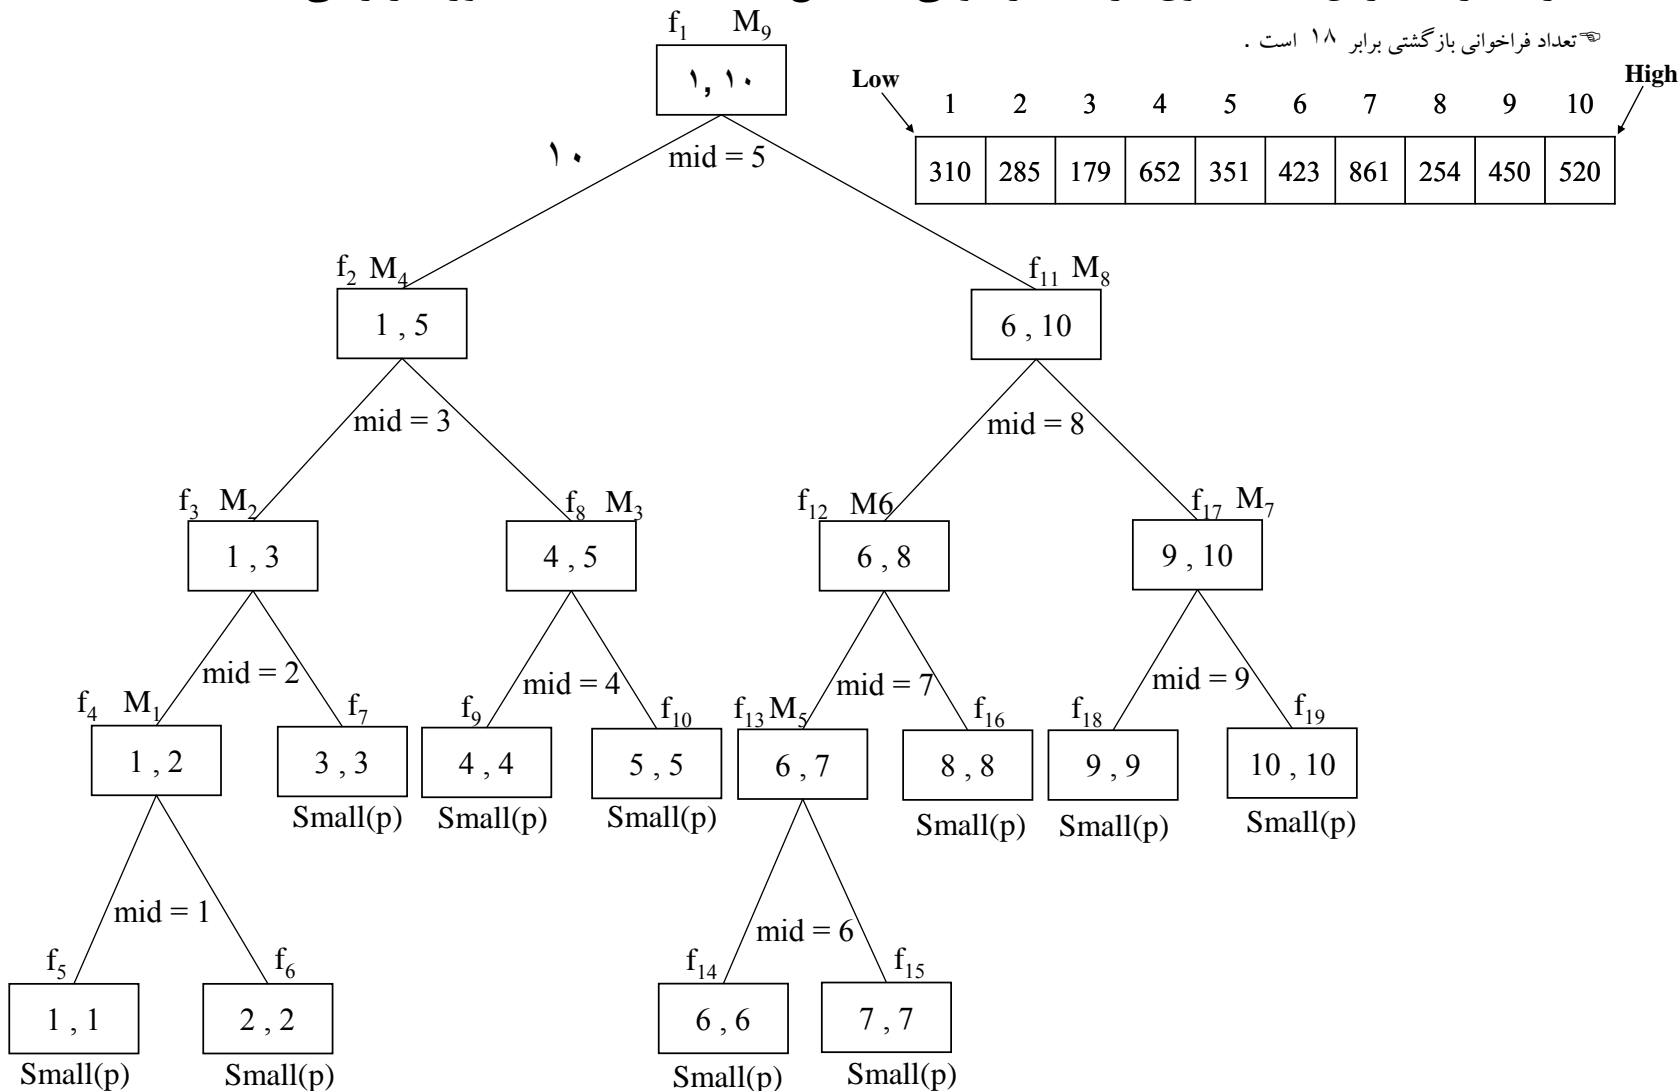 f1 M9
☞تعداد فراخوانی بازگشتی برابر ۱۸ است .
۱, ۱۰
Low High
1 2 3 4 5 6 7 8 9 10
310 285 179 652 351 423 861 254 450 520
۱۰ mid = 5
f2 M4 f11 M8
1 , 5 6 , 10
mid = 3 mid = 8
f3 M2 f8 M3 f12 M6 f17 M7
1 , 3 4 , 5 6 , 8 9 , 10
mid = 2 mid = 4 mid = 7 mid = 9
f4 M1 f7 f9 f10 f13 M5 f16 f18 f19
1 , 2 3 , 3 4 , 4 5 , 5 6 , 7 8 , 8 9 , 9 10 , 10
Small(p) Small(p) Small(p) Small(p) Small(p) Small(p)
mid = 1 mid = 6
f5 f6 f14 f15
1 , 1 2 , 2 6 , 6 7 , 7
Small(p) Small(p) Small(p) Small(p)